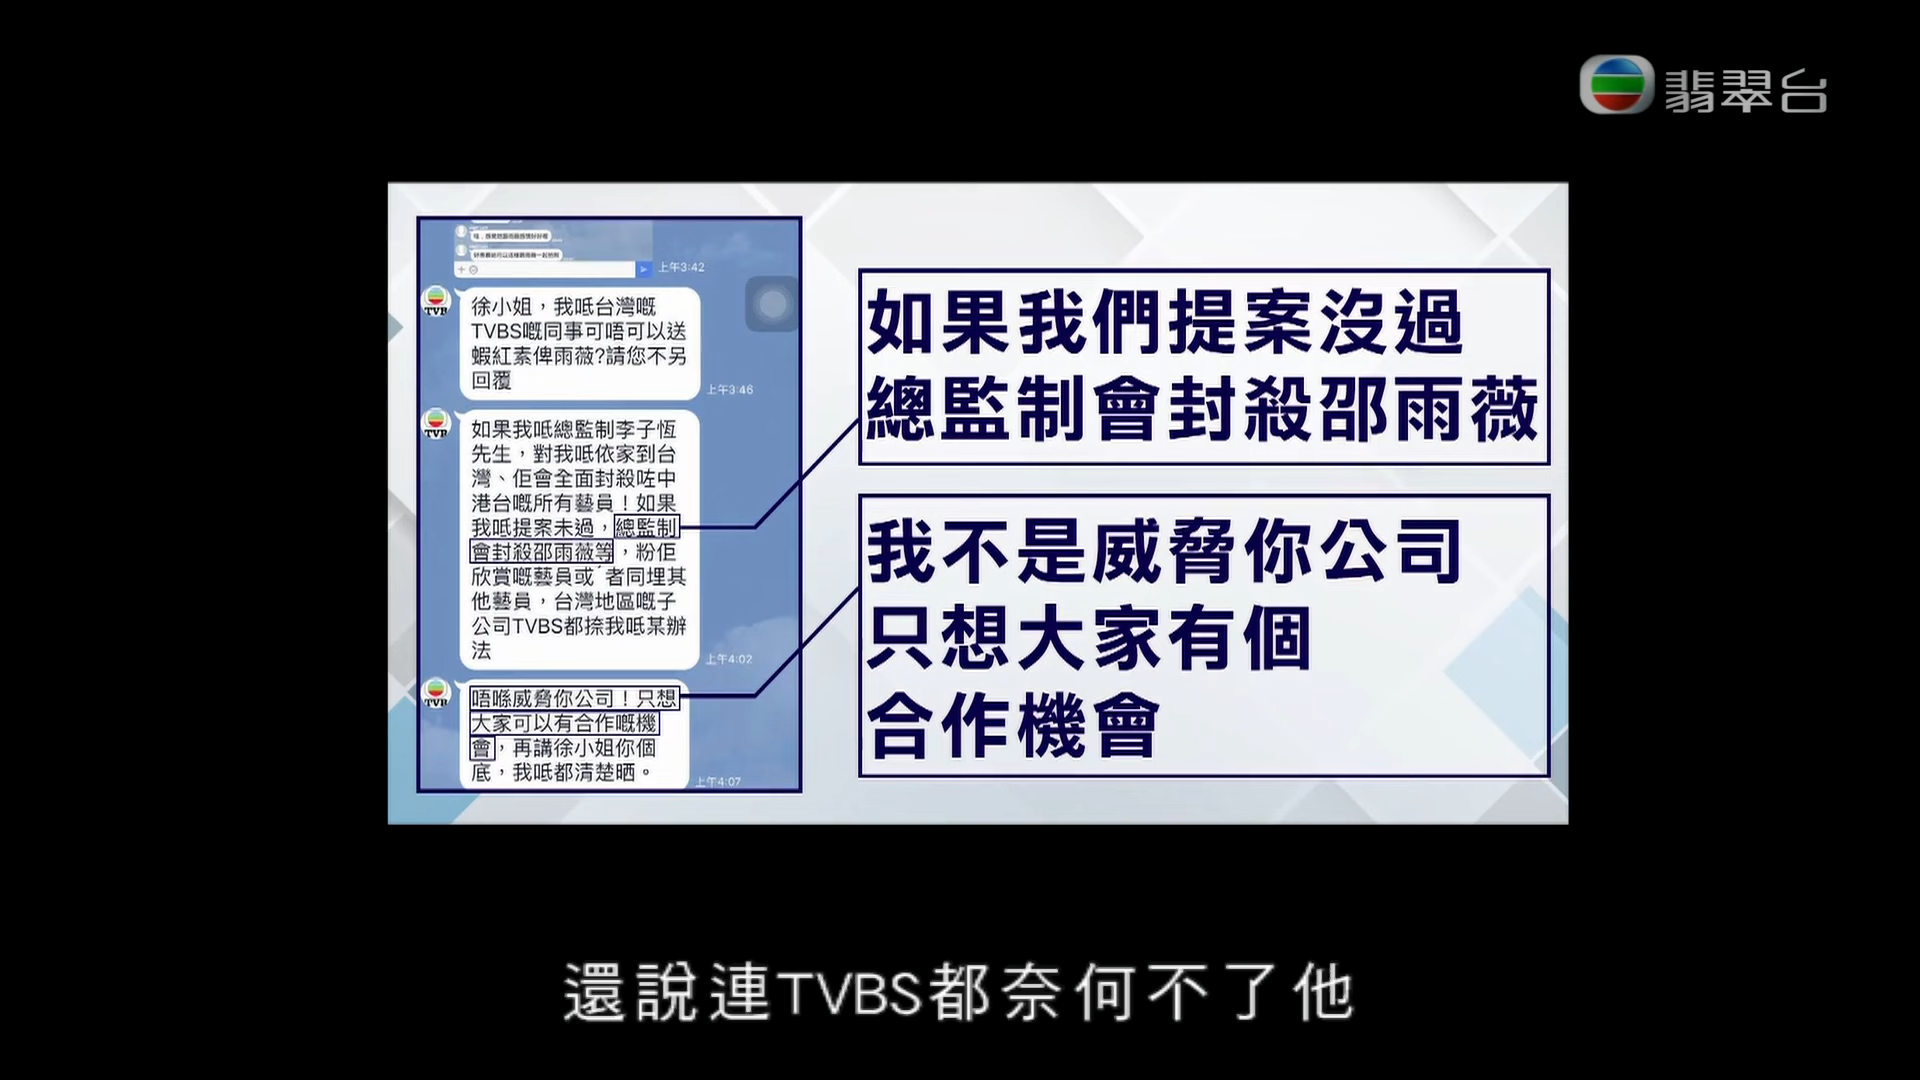 翡翠台
上午3:42
徐小姐，我呧台灣嘅
TVBS嘅同事可唔可以送
蝦紅素俾雨薇?請您不另
回覆
上午3:46
如果我呧總監制李子恆
先生，對我呧依家到台
灣、佢會全面封殺咗中
港台嘅所有藝員！如果
我呧提案未過，總監制
會封殺邵雨薇等，粉佢
欣賞嘅藝員或ˊ者同埋其
他藝員，台灣地區嘅子
公司TVBS都捺我呧某辦
法
上午4:02
唔喺威脅你公司！只想
大家可以有合作嘅機
會，再講徐小姐你個
底，我呧都清楚晒。
上午4:07
TVB
TVB
TVB
如果我們提案沒過
總監制會封殺邵雨薇
我不是威脅你公司
只想大家有個
合作機會
還說連TVBS都奈何不了他